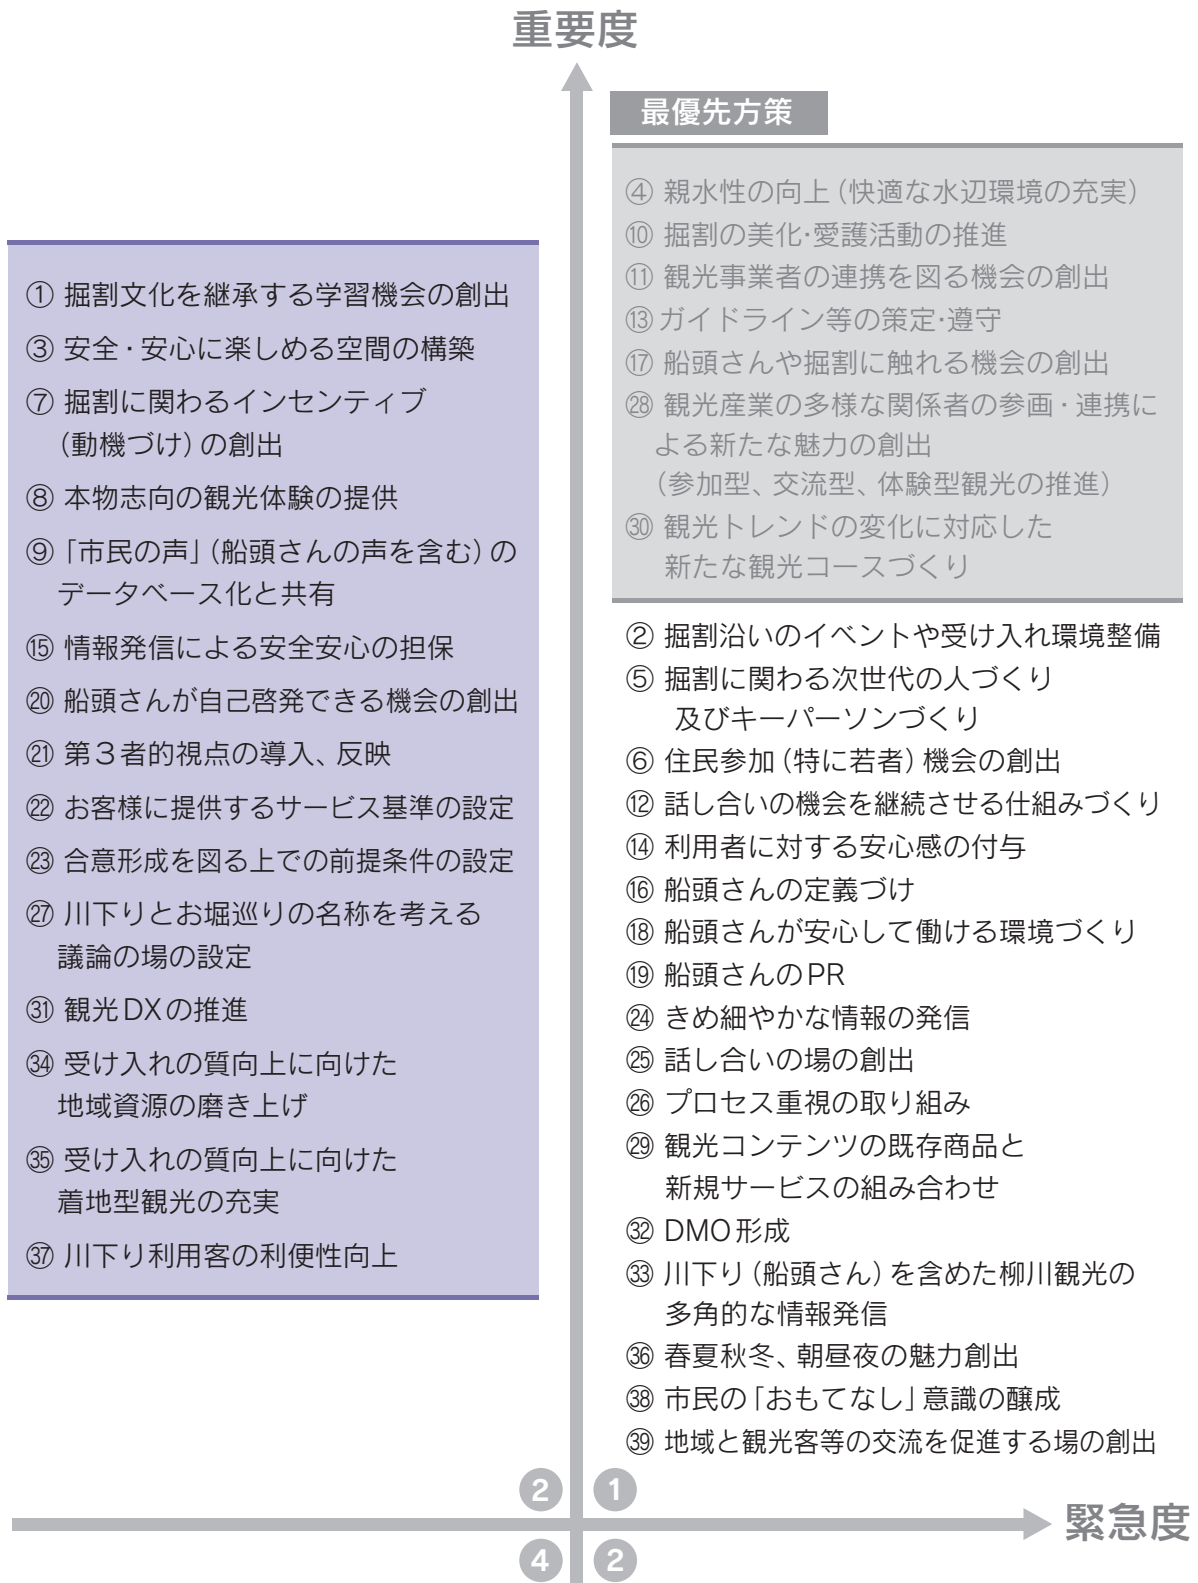 重要度
最優先方策
④ 親水性の向上（快適な水辺環境の充実）
⑩ 掘割の美化･愛護活動の推進
⑪ 観光事業者の連携を図る機会の創出
⑬ ガイドライン等の策定･遵守
⑰ 船頭さんや掘割に触れる機会の創出
㉘ 観光産業の多様な関係者の参画・連携に
よる新たな魅力の創出
（参加型、交流型、体験型観光の推進）
㉚ 観光トレンドの変化に対応した
新たな観光コースづくり
① 掘割文化を継承する学習機会の創出
③ 安全・安心に楽しめる空間の構築
⑦ 掘割に関わるインセンティブ
（動機づけ）の創出
⑧ 本物志向の観光体験の提供
⑨「市民の声」（船頭さんの声を含む）の
データベース化と共有
⑮ 情報発信による安全安心の担保
⑳ 船頭さんが自己啓発できる機会の創出
㉑ 第３者的視点の導入、反映
㉒ お客様に提供するサービス基準の設定
㉓ 合意形成を図る上での前提条件の設定
㉗ 川下りとお堀巡りの名称を考える
議論の場の設定
㉛ 観光DXの推進
㉞ 受け入れの質向上に向けた
地域資源の磨き上げ
㉟ 受け入れの質向上に向けた
着地型観光の充実
㊲ 川下り利用客の利便性向上
② 掘割沿いのイベントや受け入れ環境整備
⑤ 掘割に関わる次世代の人づくり
及びキーパーソンづくり
⑥ 住民参加（特に若者）機会の創出
⑫ 話し合いの機会を継続させる仕組みづくり
⑭ 利用者に対する安心感の付与
⑯ 船頭さんの定義づけ
⑱ 船頭さんが安心して働ける環境づくり
⑲ 船頭さんのPR
㉔ きめ細やかな情報の発信
㉕ 話し合いの場の創出
㉖ プロセス重視の取り組み
㉙ 観光コンテンツの既存商品と
新規サービスの組み合わせ
㉜ DMO形成
㉝ 川下り（船頭さん）を含めた柳川観光の
多角的な情報発信
㊱ 春夏秋冬、朝昼夜の魅力創出
㊳ 市民の「おもてなし」意識の醸成
㊴ 地域と観光客等の交流を促進する場の創出
2 1
緊急度
4 2